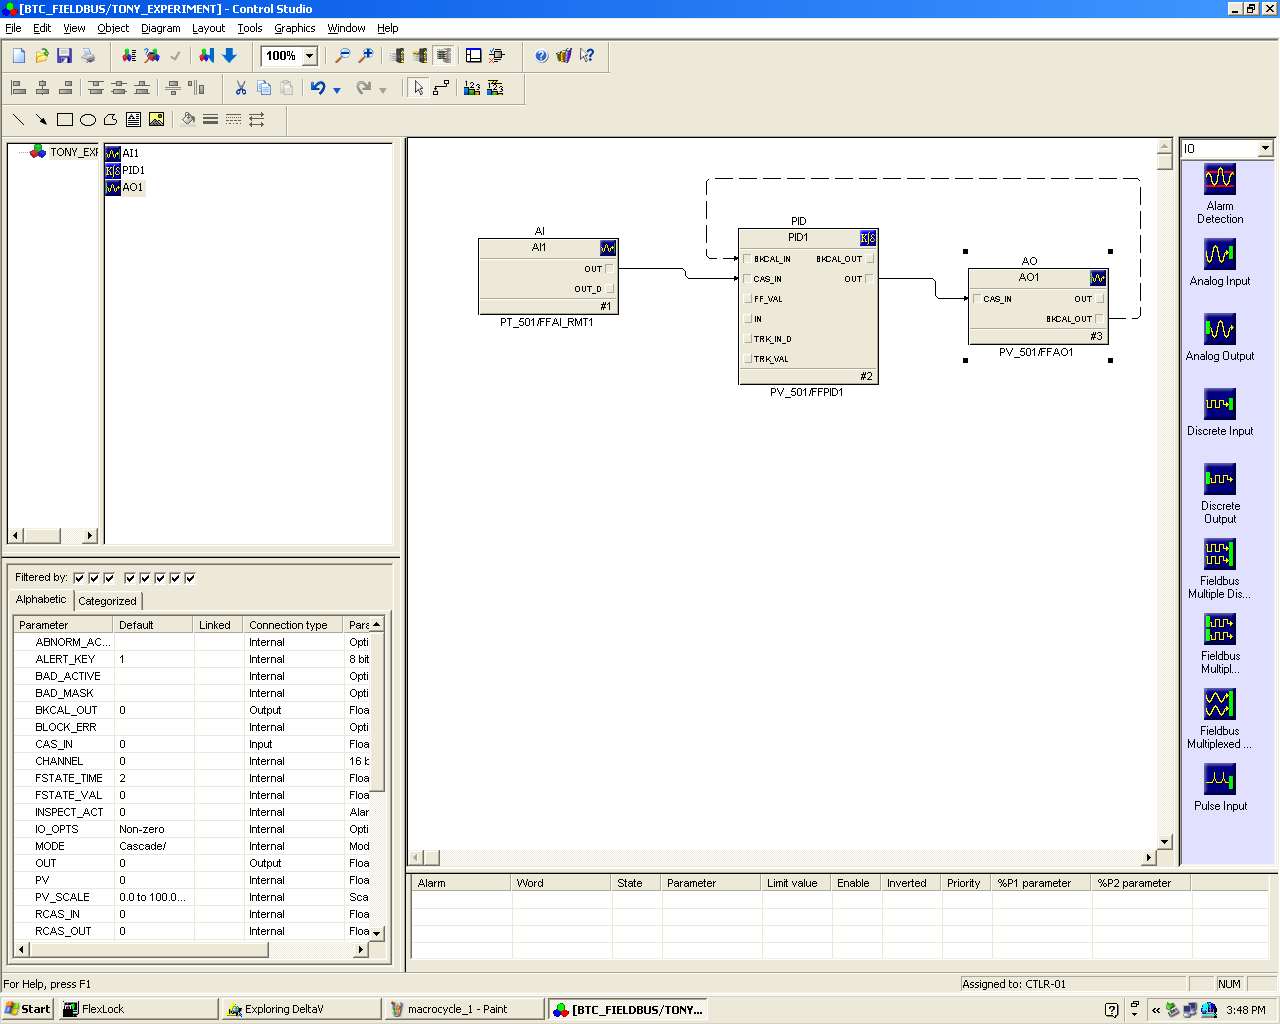 [BTC_FIELDBUS/TONY_EXPERIMENT] - Control Studio
File Edit View Object Diagram Layout Tools Graphics Window Help
100%
TONY_EXP
AI1
PID1
AO1
AI
AI1
OUT
OUT_D
#1
PT_501/FFAI_RMT1
PID
PID1
BKCAL_IN BKCAL_OUT
CAS_IN OUT
FF_VAL
IN
TRK_IN_D
TRK_VAL
#2
PV_501/FFPID1
AO
AO1
CAS_IN OUT
BKCAL_OUT
#3
PV_501/FFAO1
IO
Alarm
Detection
Analog Input
Analog Output
Discrete Input
Discrete
Output
Fieldbus
Multiple Dis...
Fieldbus
Multipl...
Fieldbus
Multiplexed ...
Pulse Input
Filtered by:
Alphabetic Categorized
Parameter Default Linked Connection type Para
ABNORM_AC... Internal Opti
ALERT_KEY 1 Internal 8 bit
BAD_ACTIVE Internal Opti
BAD_MASK Internal Opti
BKCAL_OUT 0 Output Floa
BLOCK_ERR Internal Opti
CAS_IN 0 Input Floa
CHANNEL Internal 16 b
FSTATE_TIME 2 Internal Floa
FSTATE_VAL 0 Internal Floa
INSPECT_ACT 0 Internal Alar
IO_OPTS Non-zero Internal Opti
MODE Cascade/ Internal Mod
OUT 0 Output Floa
PV 0 Internal Floa
PV_SCALE 0.0 to 100.0... Internal Sca
RCAS_IN 0 Internal Floa
RCAS_OUT 0 Internal Floa
Alarm Word State Parameter Limit value Enable Inverted Priority %P1 parameter %P2 parameter
For Help, press F1
Assigned to: CTLR-01
NUM
Start FlexLock Exploring DeltaV macrocycle_1 - Paint [BTC_FIELDBUS/TONY... « 3:48 PM